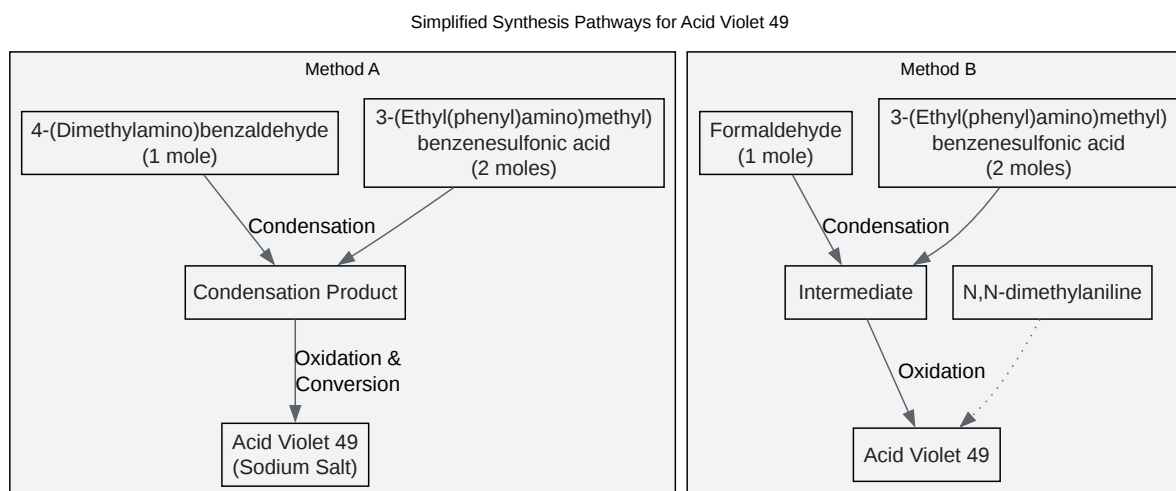 Simplified Synthesis Pathways for Acid Violet 49
Method A
4-(Dimethylamino)benzaldehyde
(1 mole)
3-(Ethyl(phenyl)amino)methyl)
benzenesulfonic acid
(2 moles)
Condensation
Condensation Product
Oxidation &
Conversion
Acid Violet 49
(Sodium Salt)
Method B
Formaldehyde
(1 mole)
3-(Ethyl(phenyl)amino)methyl)
benzenesulfonic acid
(2 moles)
Condensation
Intermediate
N,N-dimethylaniline
Oxidation
Acid Violet 49